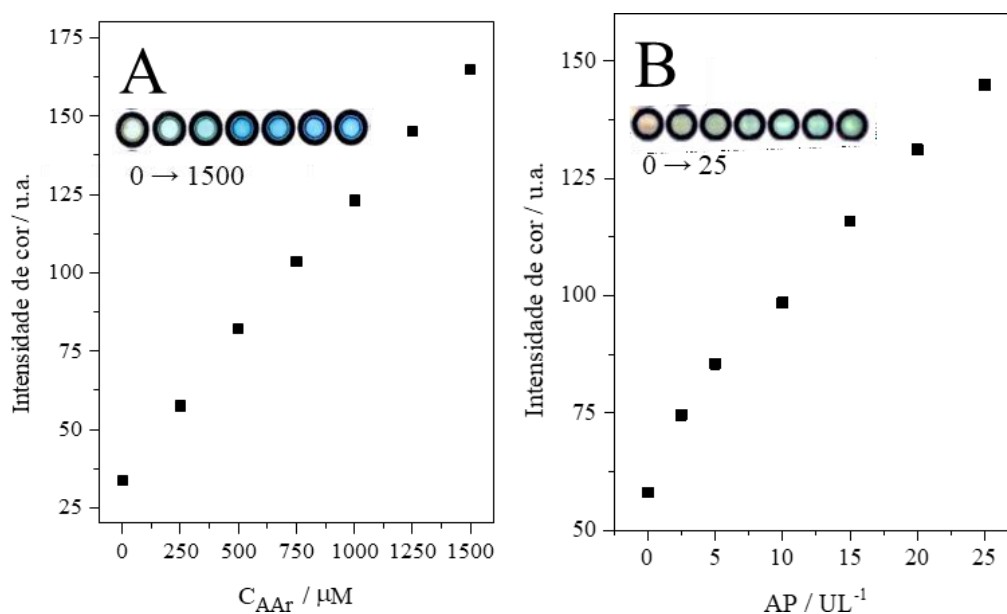 A
0 → 1500
175
150
125
100
75
50
25
Intensidade de cor / u.a.
0 250 500 750 1000 1250 1500
C_AAr / μM
B
0 → 25
150
125
100
75
50
Intensidade de cor / u.a.
0 5 10 15 20 25
AP / UL⁻¹